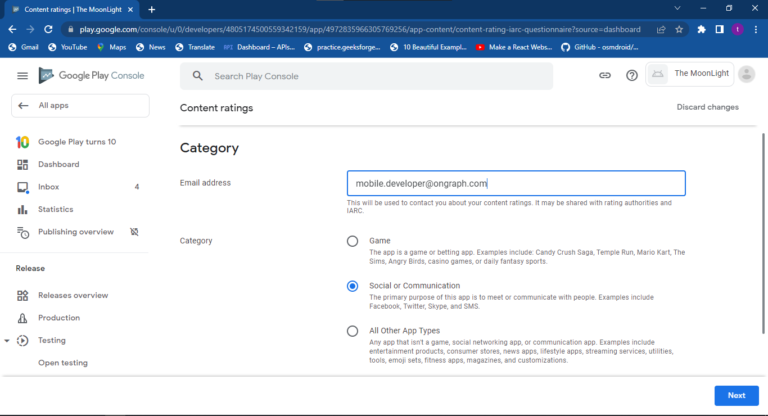 Content ratings | The MoonLight
play.google.com/console/u/0/developers/4805174500559342159/app/4972835966305769256/app-content/content-rating-iarc-questionnaire?source=dashboard
Gmail YouTube Maps News Translate Dashboard – APIs... practice.geeksforge... 10 Beautiful Exampl... Make a React Webs... GitHub - osmdroid/...
Google Play Console
Search Play Console
The MoonLight
All apps
Content ratings
Discard changes
10 Google Play turns 10
Dashboard
Inbox 4
Statistics
Publishing overview
Release
Releases overview
Production
Testing
Open testing
Category
Email address
mobile.developer@ongraph.com
This will be used to contact you about your content ratings. It may be shared with rating authorities and
IARC.
Category
Game
The app is a game or betting app. Examples include: Candy Crush Saga, Temple Run, Mario Kart, The
Sims, Angry Birds, casino games, or daily fantasy sports.
Social or Communication
The primary purpose of this app is to meet or communicate with people. Examples include
Facebook, Twitter, Skype, and SMS.
All Other App Types
Any app that isn't a game, social networking app, or communication app. Examples include
entertainment products, consumer stores, news apps, lifestyle apps, streaming services, utilities,
tools, emoji sets, fitness apps, magazines, and customizations.
Next